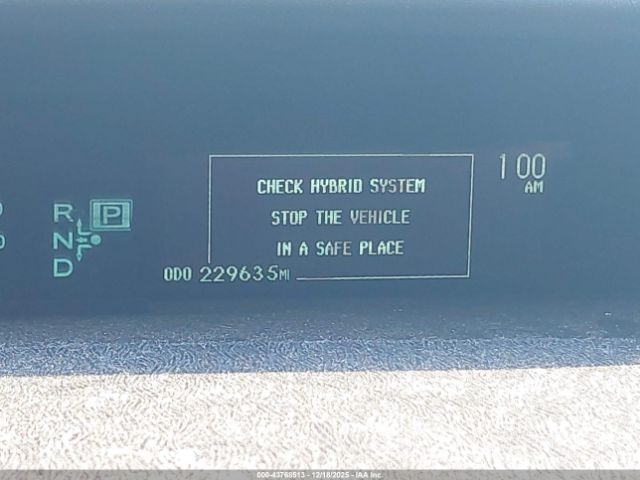 1:00
AM
CHECK HYBRID SYSTEM
STOP THE VEHICLE
IN A SAFE PLACE
R P
N
D
ODO 229635MI
000-43768513 - 12/18/2025 - IAA Inc.